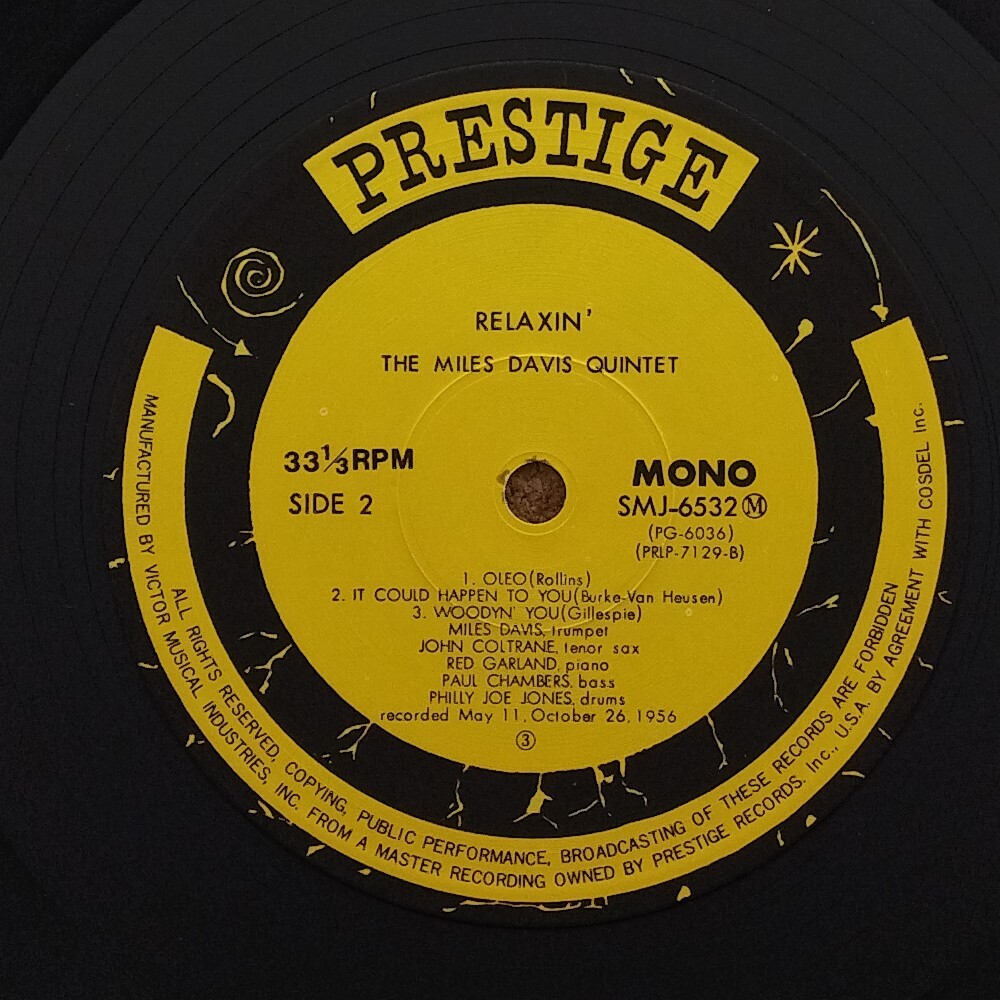 PRESTIGE
RELAXIN'
THE MILES DAVIS QUINTET
33⅓RPM
SIDE 2
MONO
SMJ-6532Ⓜ
(PG-6036)
(PRLP-7129-B)
1. OLEO(Rollins)
2. IT COULD HAPPEN TO YOU(Burke-Van Heusen)
3. WOODYN' YOU(Gillespie)
MILES DAVIS, trumpet
JOHN COLTRANE, tenor sax
RED GARLAND, piano
PAUL CHAMBERS, bass
PHILLY JOE JONES, drums
recorded May 11, October 26, 1956
③
ALL RIGHTS RESERVED, COPYING, PUBLIC PERFORMANCE, BROADCASTING OF THESE RECORDS ARE FORBIDDEN
MANUFACTURED BY VICTOR MUSICAL INDUSTRIES, INC. FROM A MASTER RECORDING OWNED BY PRESTIGE RECORDS. Inc., U.S.A. BY AGREEMENT WITH COSDEL Inc.